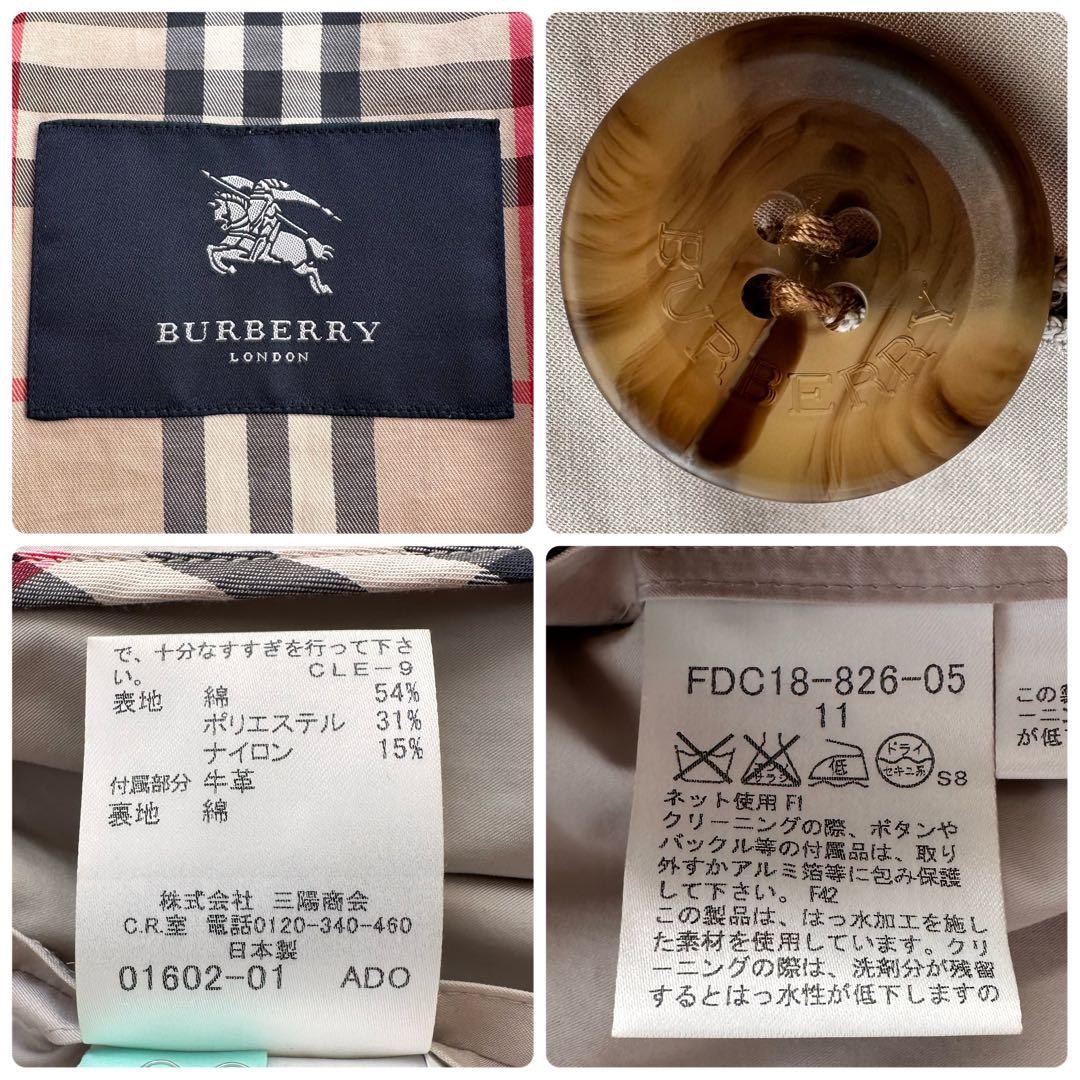 BURBERRY
LONDON
BURBERRY
で、十分なすすぎを行って下さ
い。 CLE-9
表地 綿 54%
ポリエステル 31%
ナイロン 15%
付属部分 牛革
裏地 綿
株式会社 三陽商会
C.R.室 電話0120-340-460
日本製
01602-01 ADO
FDC18-826-05
11
エンソ サラシ 低 ドライ セキユ系 S8
ネット使用 F1
クリーニングの際、ボタンや
バックル等の付属品は、取り
外すかアルミ箔等に包み保護
して下さい。 F42
この製品は、はっ水加工を施し
た素材を使用しています。クリ
ーニングの際は、洗剤分が残留
するとはっ水性が低下しますの
この製
ーニン
が低